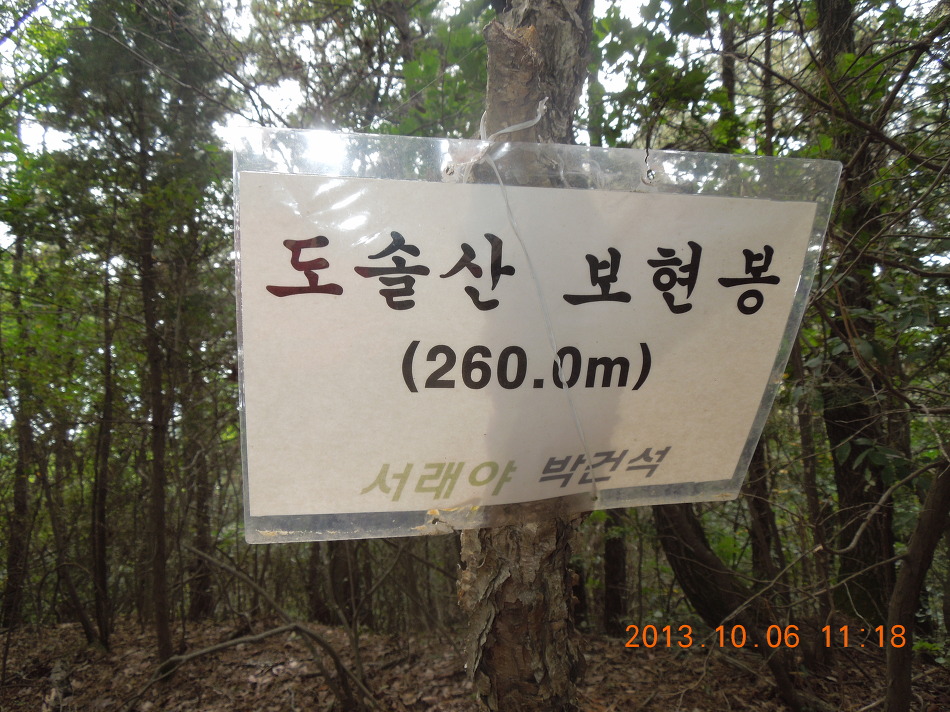 도솔산 보현봉
(260.0m)
서래야 박건석
2013.10.06 11:18